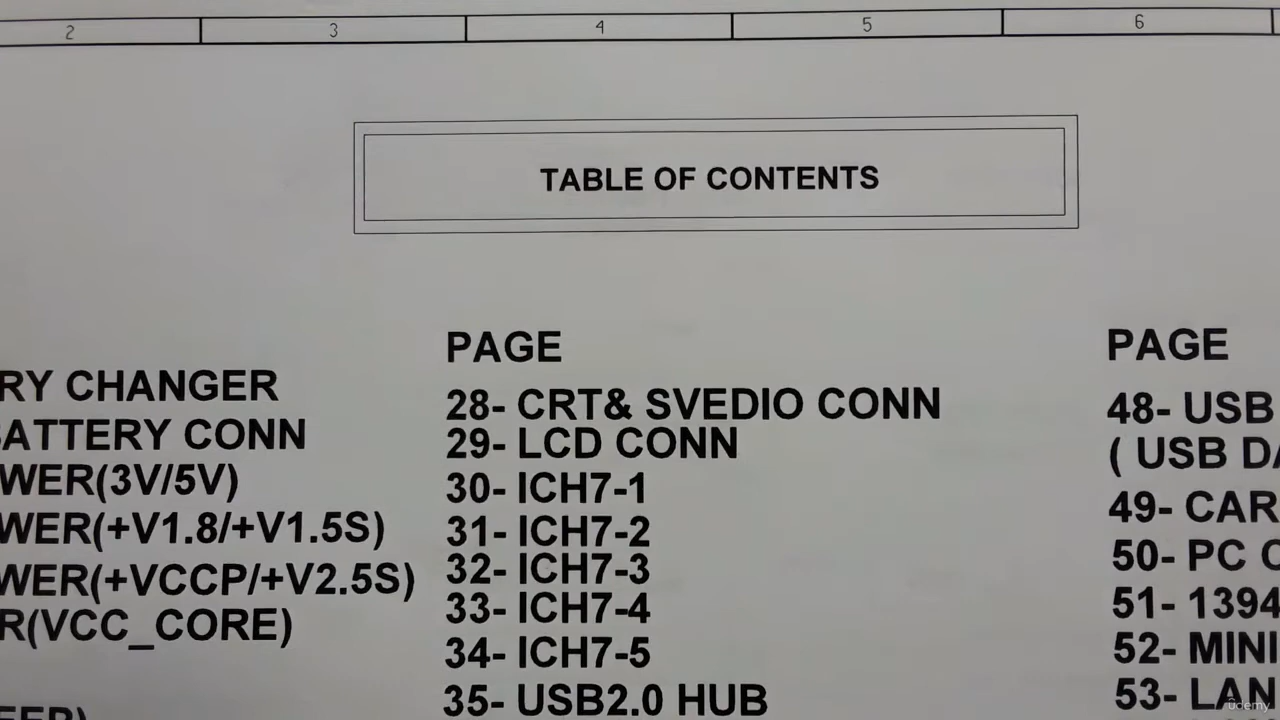 2 3 4 5 6
TABLE OF CONTENTS
RY CHANGER
BATTERY CONN
WER(3V/5V)
WER(+V1.8/+V1.5S)
WER(+VCCP/+V2.5S)
R(VCC_CORE)
PAGE
28- CRT& SVEDIO CONN
29- LCD CONN
30- ICH7-1
31- ICH7-2
32- ICH7-3
33- ICH7-4
34- ICH7-5
35- USB2.0 HUB
PAGE
48- USB
( USB DA
49- CAR
50- PC C
51- 1394
52- MINI
53- LAN
ûdemy